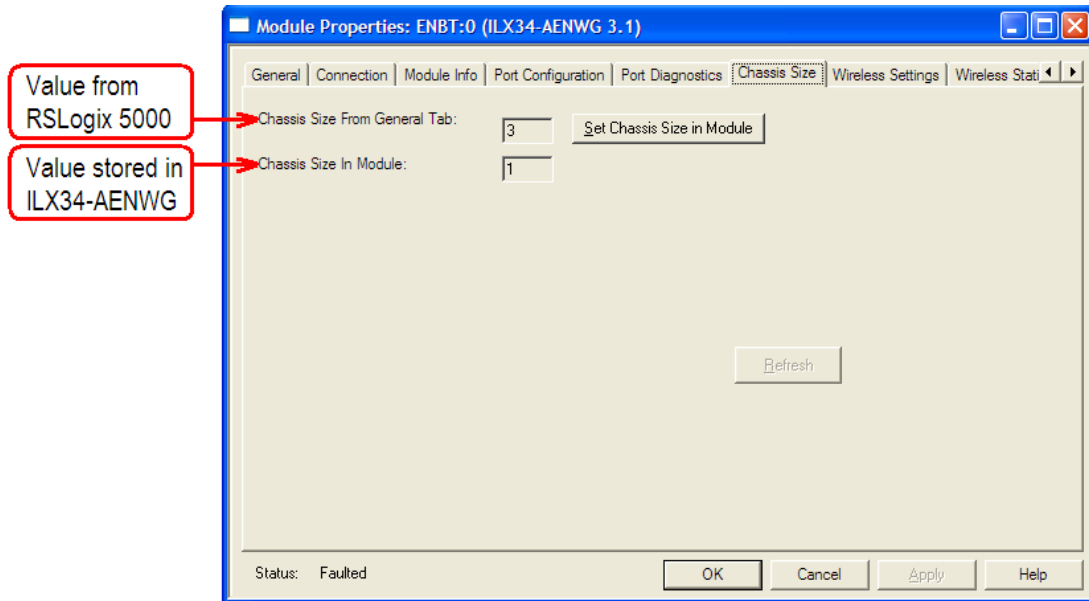 Module Properties: ENBT:0 (ILX34-AENWG 3.1)
General Connection Module Info Port Configuration Port Diagnostics Chassis Size Wireless Settings Wireless Stati
Value from
RSLogix 5000
Chassis Size From General Tab: 3 Set Chassis Size in Module
Value stored in
ILX34-AENWG
Chassis Size In Module: 1
Refresh
Status: Faulted OK Cancel Apply Help